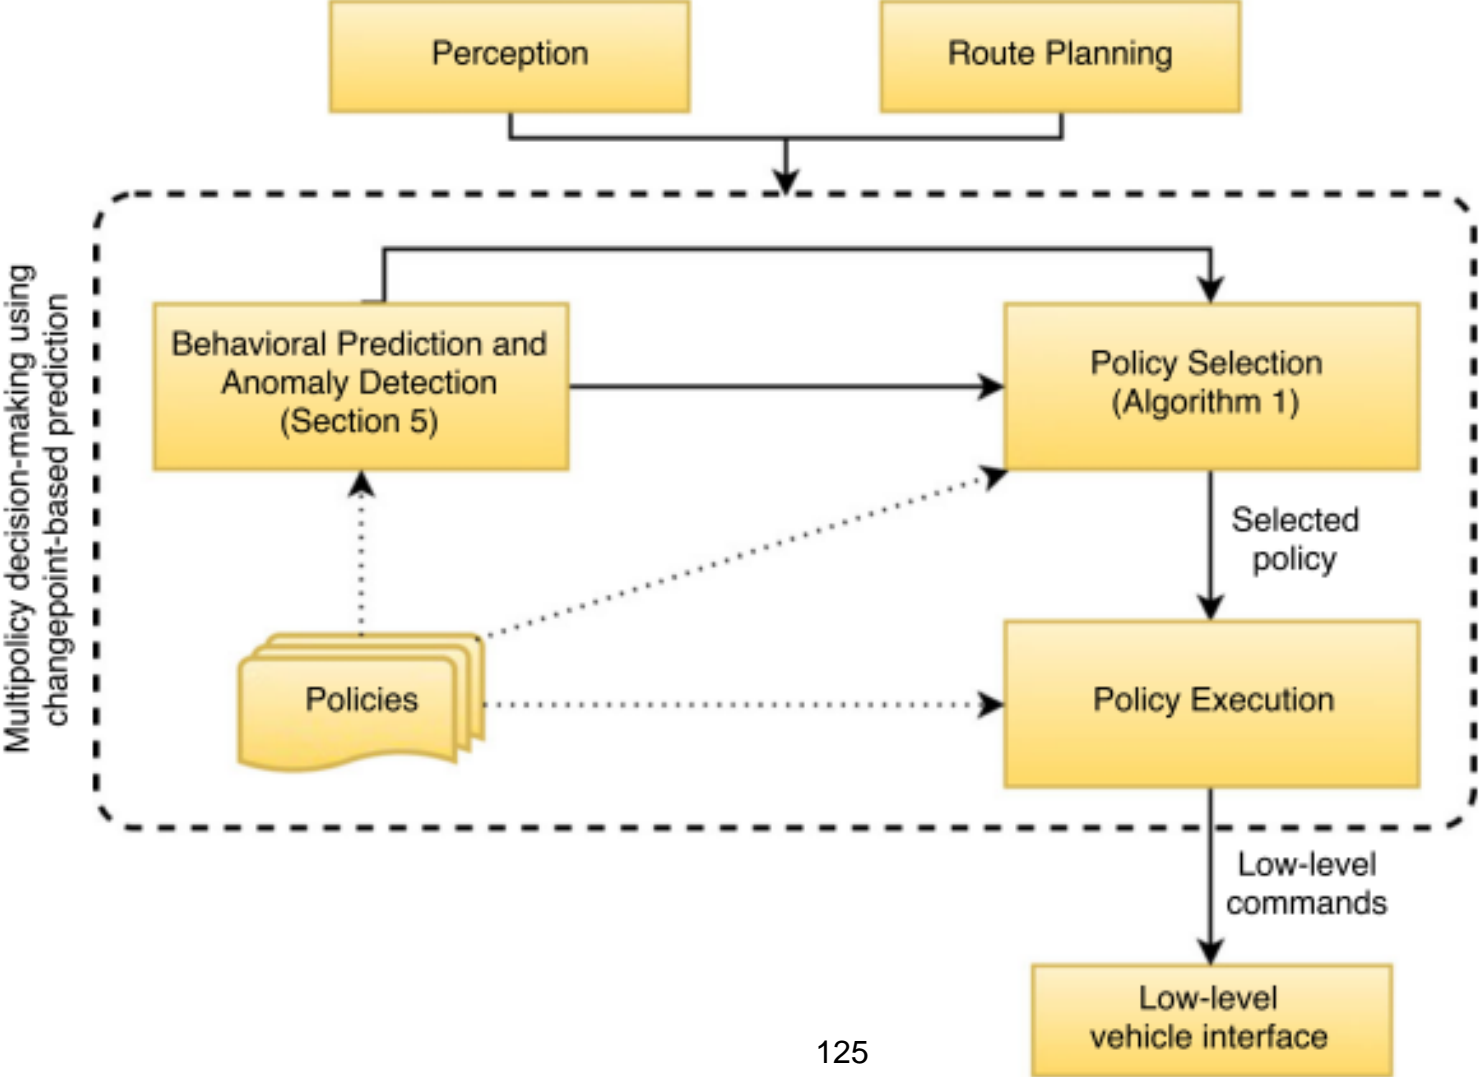 Perception
Route Planning
Multipolicy decision-making using
changepoint-based prediction
Behavioral Prediction and
Anomaly Detection
(Section 5)
Policy Selection
(Algorithm 1)
Selected
policy
Policies
Policy Execution
Low-level
commands
Low-level
vehicle interface
125